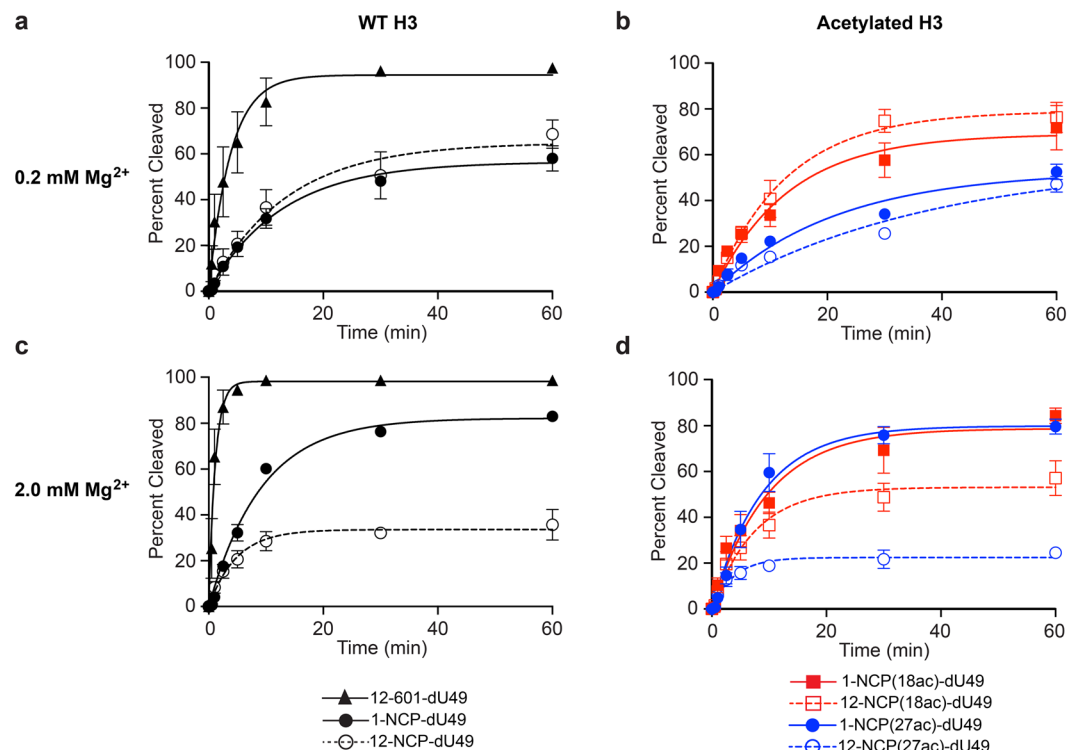 a
WT H3
b
Acetylated H3
0.2 mM Mg2+
Percent Cleaved
100
80
60
40
20
0
0
20
40
60
Time (min)
Percent Cleaved
100
80
60
40
20
0
0
20
40
60
Time (min)
c
d
2.0 mM Mg2+
Percent Cleaved
100
80
60
40
20
0
0
20
40
60
Time (min)
Percent Cleaved
100
80
60
40
20
0
0
20
40
60
Time (min)
12-601-dU49
1-NCP-dU49
12-NCP-dU49
1-NCP(18ac)-dU49
12-NCP(18ac)-dU49
1-NCP(27ac)-dU49
12-NCP(27ac)-dU49